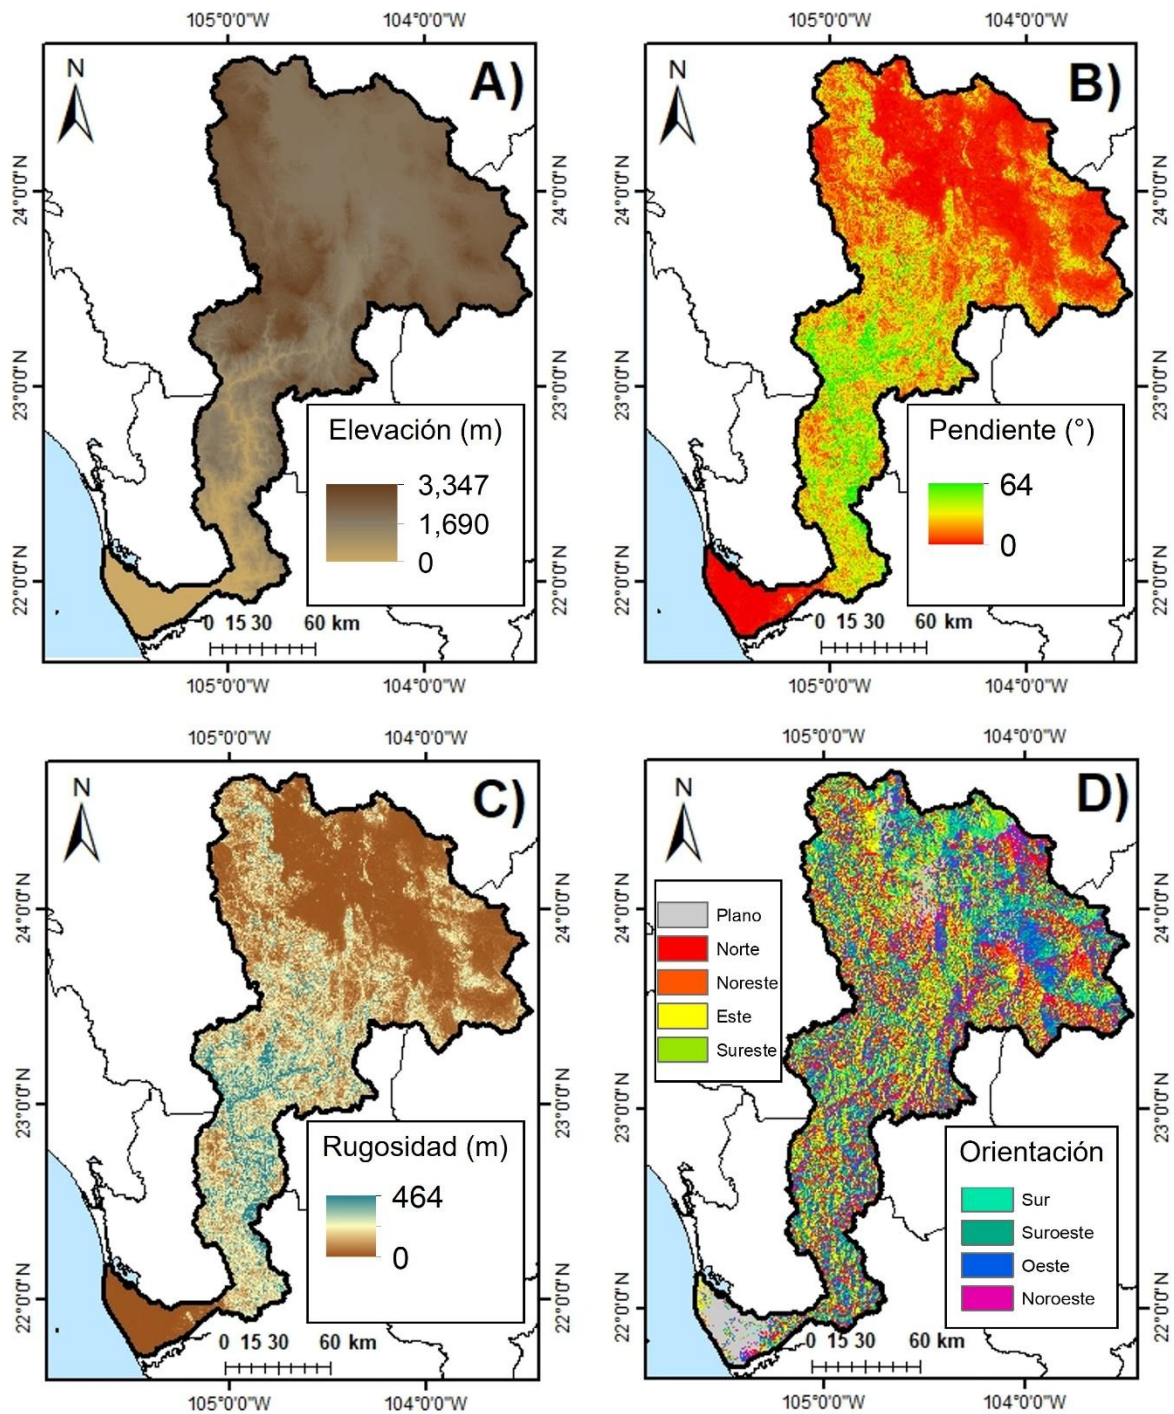 105°0'0"W 104°0'0"W
N
A)
24°0'0"N
23°0'0"N
22°0'0"N
24°0'0"N
23°0'0"N
22°0'0"N
Elevación (m)
3,347
1,690
0
0 15 30 60 km
105°0'0"W 104°0'0"W
105°0'0"W 104°0'0"W
N
B)
24°0'0"N
23°0'0"N
22°0'0"N
24°0'0"N
23°0'0"N
22°0'0"N
Pendiente (°)
64
0
0 15 30 60 km
105°0'0"W 104°0'0"W
105°0'0"W 104°0'0"W
N
C)
24°0'0"N
23°0'0"N
22°0'0"N
24°0'0"N
23°0'0"N
22°0'0"N
Rugosidad (m)
464
0
0 15 30 60 km
105°0'0"W 104°0'0"W
105°0'0"W 104°0'0"W
N
D)
24°0'0"N
23°0'0"N
22°0'0"N
24°0'0"N
23°0'0"N
22°0'0"N
Plano
Norte
Noreste
Este
Sureste
Orientación
Sur
Suroeste
Oeste
Noroeste
0 15 30 60 km
105°0'0"W 104°0'0"W